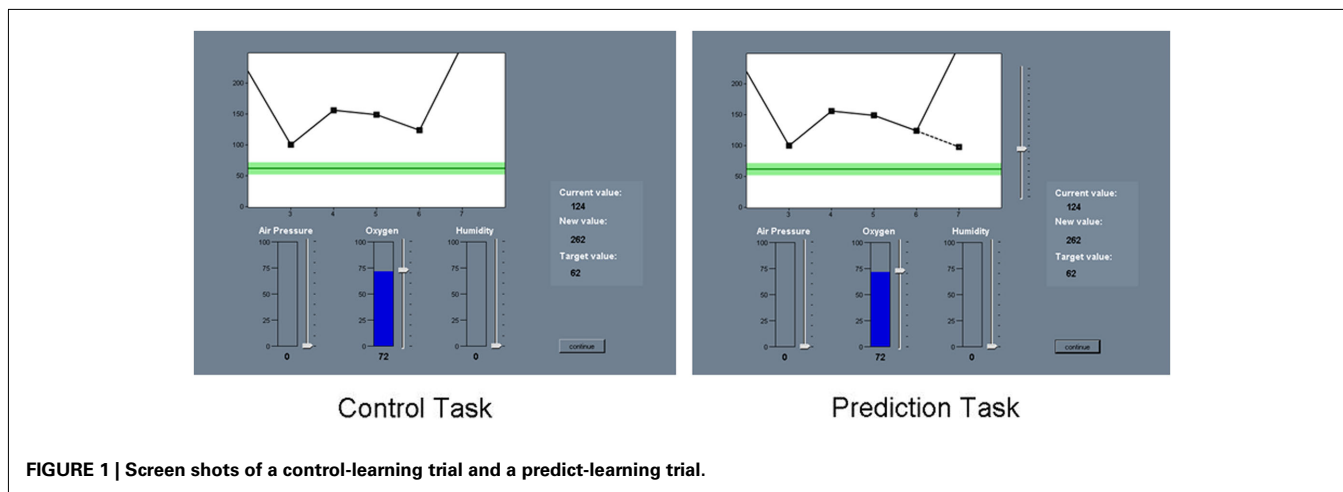 200
150
100
50
0
3 4 5 6 7
Air Pressure Oxygen Humidity
100 100 100
75 75 75
50 50 50
25 25 25
0 0 0
0 72 0
Current value:
124
New value:
262
Target value:
62
continue
Control Task
200
150
100
50
0
3 4 5 6 7
Air Pressure Oxygen Humidity
100 100 100
75 75 75
50 50 50
25 25 25
0 0 0
0 72 0
Current value:
124
New value:
262
Target value:
62
continue
Prediction Task
FIGURE 1 | Screen shots of a control-learning trial and a predict-learning trial.